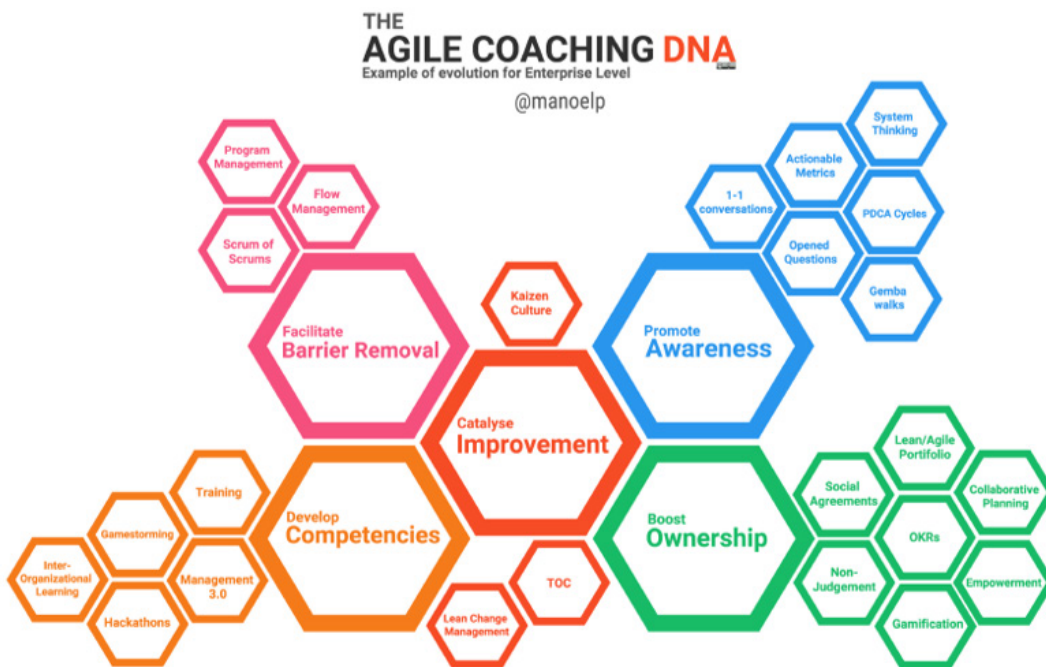 THE
AGILE COACHING DNA
Example of evolution for Enterprise Level
@manoelp
Program
Management
Flow
Management
Scrum of
Scrums
Facilitate
Barrier Removal
Kaizen
Culture
System
Thinking
Actionable
Metrics
1-1
conversations
PDCA Cycles
Opened
Questions
Gemba
walks
Promote
Awareness
Catalyse
Improvement
Training
Gamestorming
Inter-
Organizational
Learning
Management
3.0
Hackathons
Develop
Competencies
TOC
Lean Change
Management
Boost
Ownership
Lean/Agile
Portifolio
Social
Agreements
Collaborative
Planning
OKRs
Non-
Judgement
Empowerment
Gamification